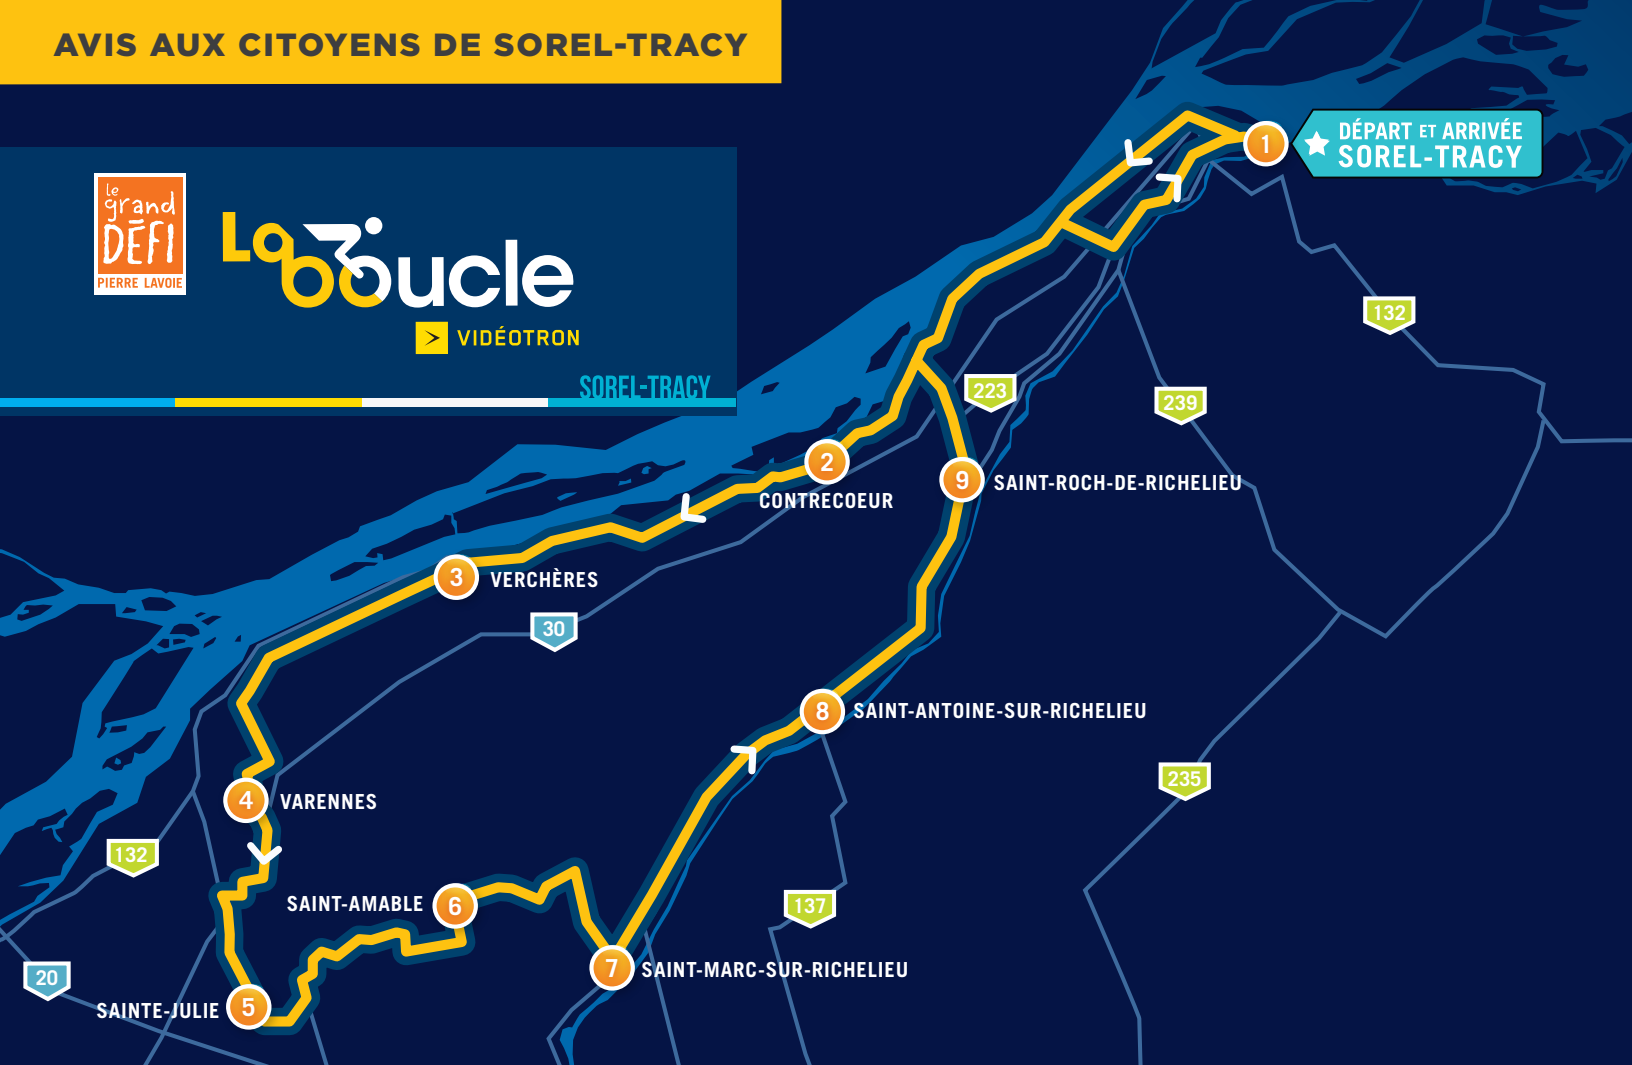 AVIS AUX CITOYENS DE SOREL-TRACY
le
grand
DÉFI
PIERRE LAVOIE
La
boucle
VIDÉOTRON
SOREL-TRACY
1
DÉPART ET ARRIVÉE
SOREL-TRACY
132
223
239
2
CONTRECOEUR
9 SAINT-ROCH-DE-RICHELIEU
3 VERCHÈRES
30
8 SAINT-ANTOINE-SUR-RICHELIEU
235
4 VARENNES
132
SAINT-AMABLE 6
137
7 SAINT-MARC-SUR-RICHELIEU
20
SAINTE-JULIE 5